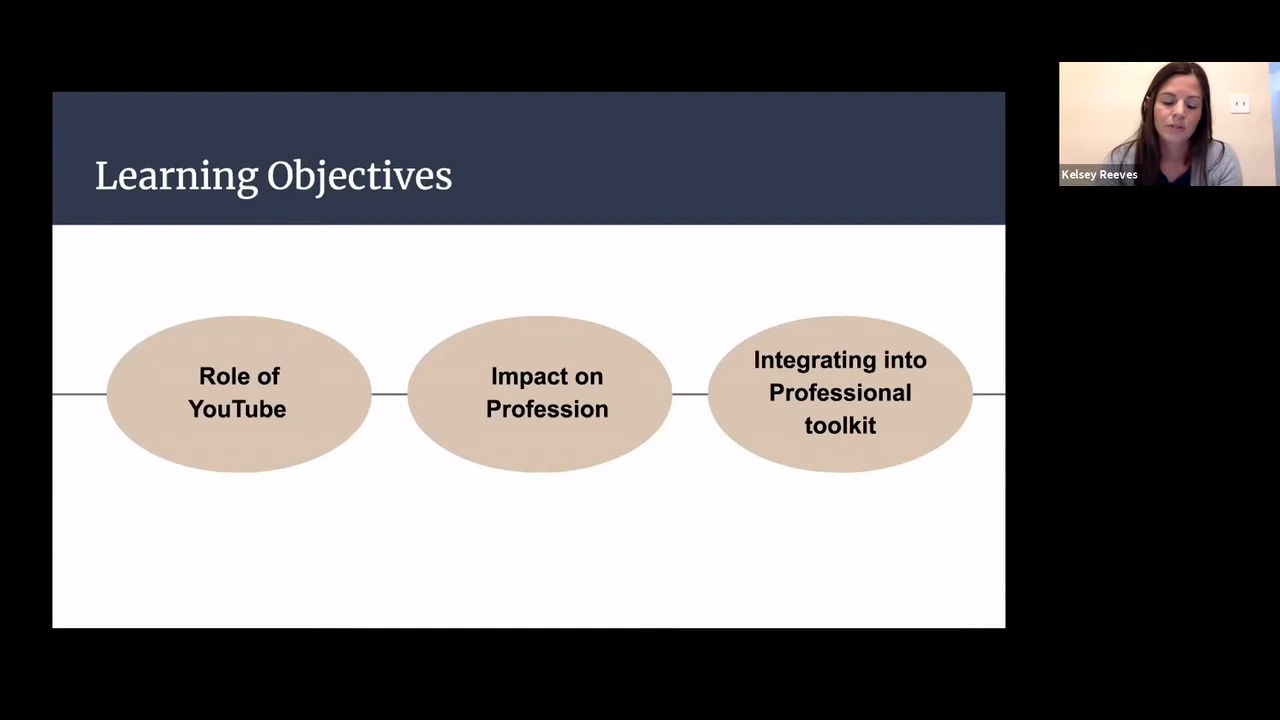 Learning Objectives
Role of
YouTube
Impact on
Profession
Integrating into
Professional
toolkit
Kelsey Reeves